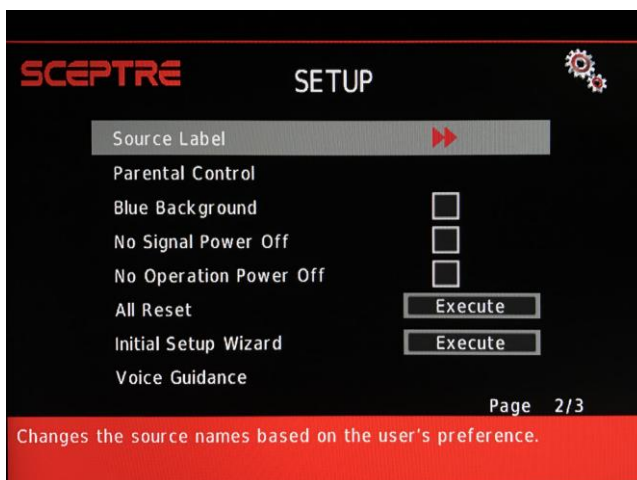 SCEPTRE
SETUP
Source Label
Parental Control
Blue Background
No Signal Power Off
No Operation Power Off
All Reset Execute
Initial Setup Wizard Execute
Voice Guidance
Page 2/3
Changes the source names based on the user's preference.